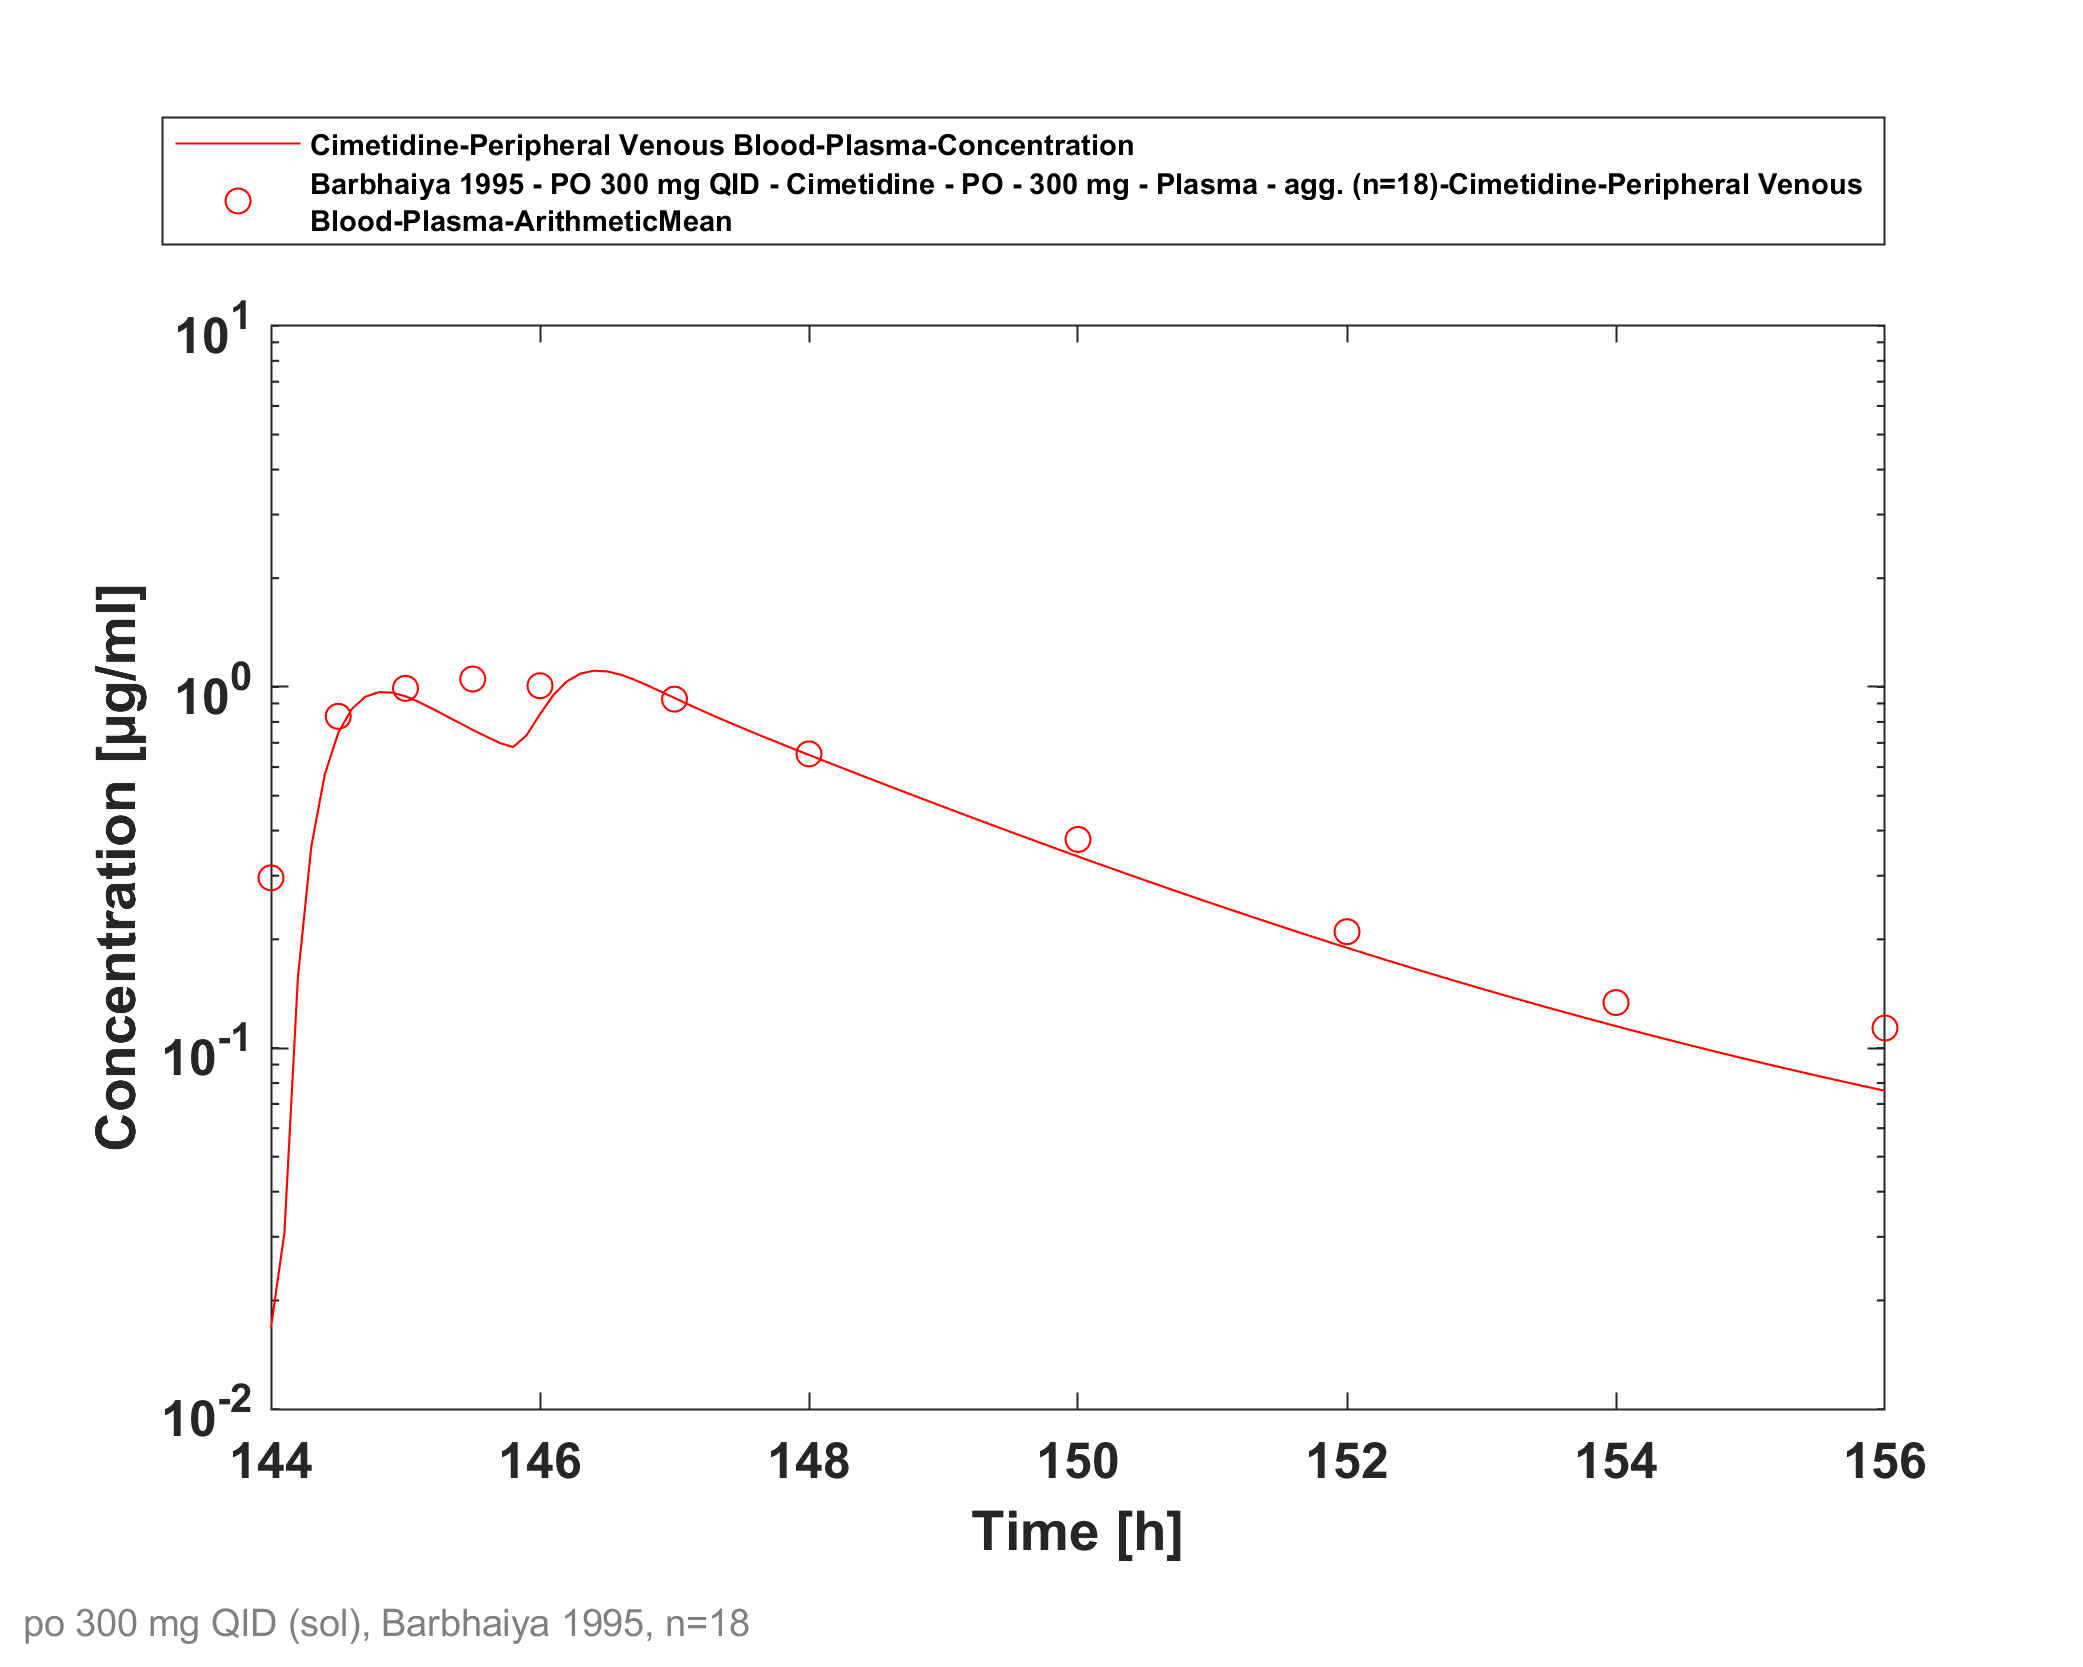 Cimetidine-Peripheral Venous Blood-Plasma-Concentration
Barbhaiya 1995 - PO 300 mg QID - Cimetidine - PO - 300 mg - Plasma - agg. (n=18)-Cimetidine-Peripheral Venous
Blood-Plasma-ArithmeticMean
10^1
10^0
10^-1
10^-2
Concentration [µg/ml]
144 146 148 150 152 154 156
Time [h]
po 300 mg QID (sol), Barbhaiya 1995, n=18